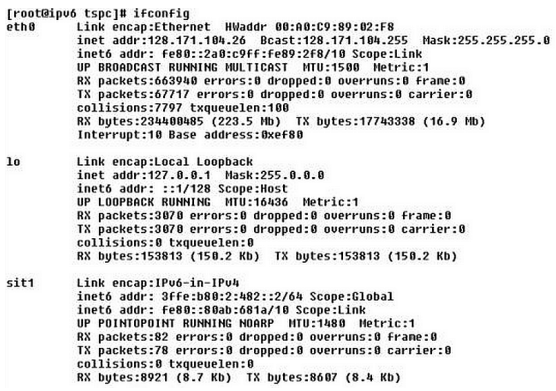 [root@ipv6 tspc]# ifconfig
eth0 Link encap:Ethernet HWaddr 00:A0:C9:89:02:F8
inet addr:128.171.104.26 Bcast:128.171.104.255 Mask:255.255.255.0
inet6 addr: fe80::2a0:c9ff:fe89:2f8/10 Scope:Link
UP BROADCAST RUNNING MULTICAST MTU:1500 Metric:1
RX packets:663940 errors:0 dropped:0 overruns:0 frame:0
TX packets:67717 errors:0 dropped:0 overruns:0 carrier:0
collisions:7797 txqueuelen:100
RX bytes:234400485 (223.5 Mb) TX bytes:17743338 (16.9 Mb)
Interrupt:10 Base address:0xef80
lo Link encap:Local Loopback
inet addr:127.0.0.1 Mask:255.0.0.0
inet6 addr: ::1/128 Scope:Host
UP LOOPBACK RUNNING MTU:16436 Metric:1
RX packets:3070 errors:0 dropped:0 overruns:0 frame:0
TX packets:3070 errors:0 dropped:0 overruns:0 carrier:0
collisions:0 txqueuelen:0
RX bytes:153813 (150.2 Kb) TX bytes:153813 (150.2 Kb)
sit1 Link encap:IPv6-in-IPv4
inet6 addr: 3ffe:b80:2:482::2/64 Scope:Global
inet6 addr: fe80::80ab:681a/10 Scope:Link
UP POINTOPOINT RUNNING NOARP MTU:1480 Metric:1
RX packets:82 errors:0 dropped:0 overruns:0 frame:0
TX packets:78 errors:0 dropped:0 overruns:0 carrier:0
collisions:0 txqueuelen:0
RX bytes:8921 (8.7 Kb) TX bytes:8607 (8.4 Kb)